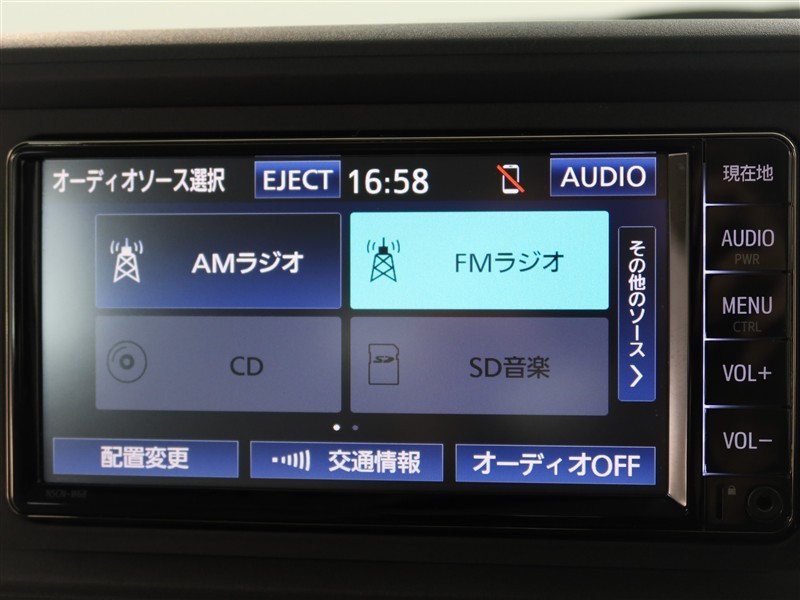 オーディオソース選択 EJECT 16:58 AUDIO
AMラジオ FMラジオ
CD SD SD音楽
その他のソース
配置変更 交通情報 オーディオOFF
現在地
AUDIO
PWR
MENU
CTRL
VOL+
VOL−